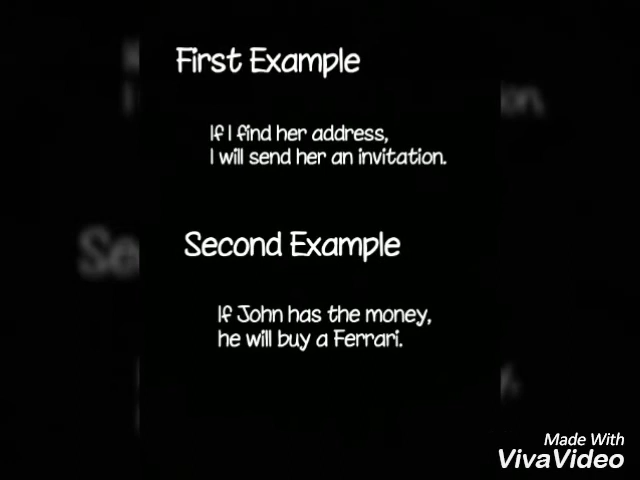 First Example
If I find her address,
I will send her an invitation.
Second Example
If John has the money,
he will buy a Ferrari.
Made With
VivaVideo